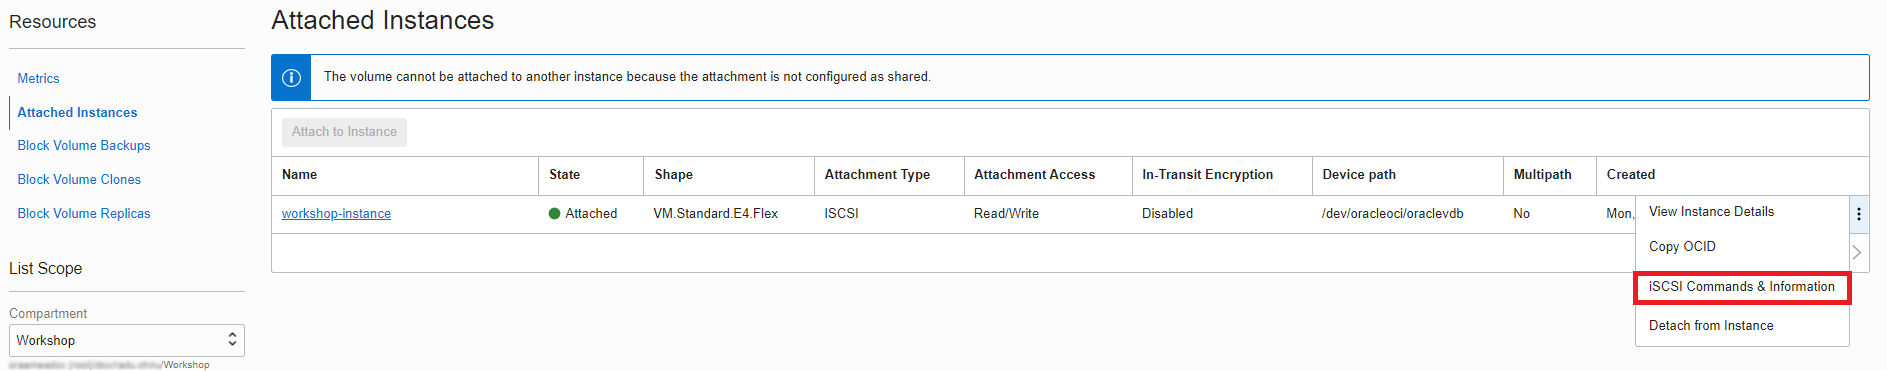 Resources
Metrics
Attached Instances
Block Volume Backups
Block Volume Clones
Block Volume Replicas
List Scope
Compartment
Workshop
/Workshop
Attached Instances
The volume cannot be attached to another instance because the attachment is not configured as shared.
Attach to Instance
Name State Shape Attachment Type Attachment Access In-Transit Encryption Device path Multipath Created
workshop-instance Attached VM.Standard.E4.Flex ISCSI Read/Write Disabled /dev/oracleoci/oraclevdb No Mon,
View Instance Details
Copy OCID
iSCSI Commands & Information
Detach from Instance